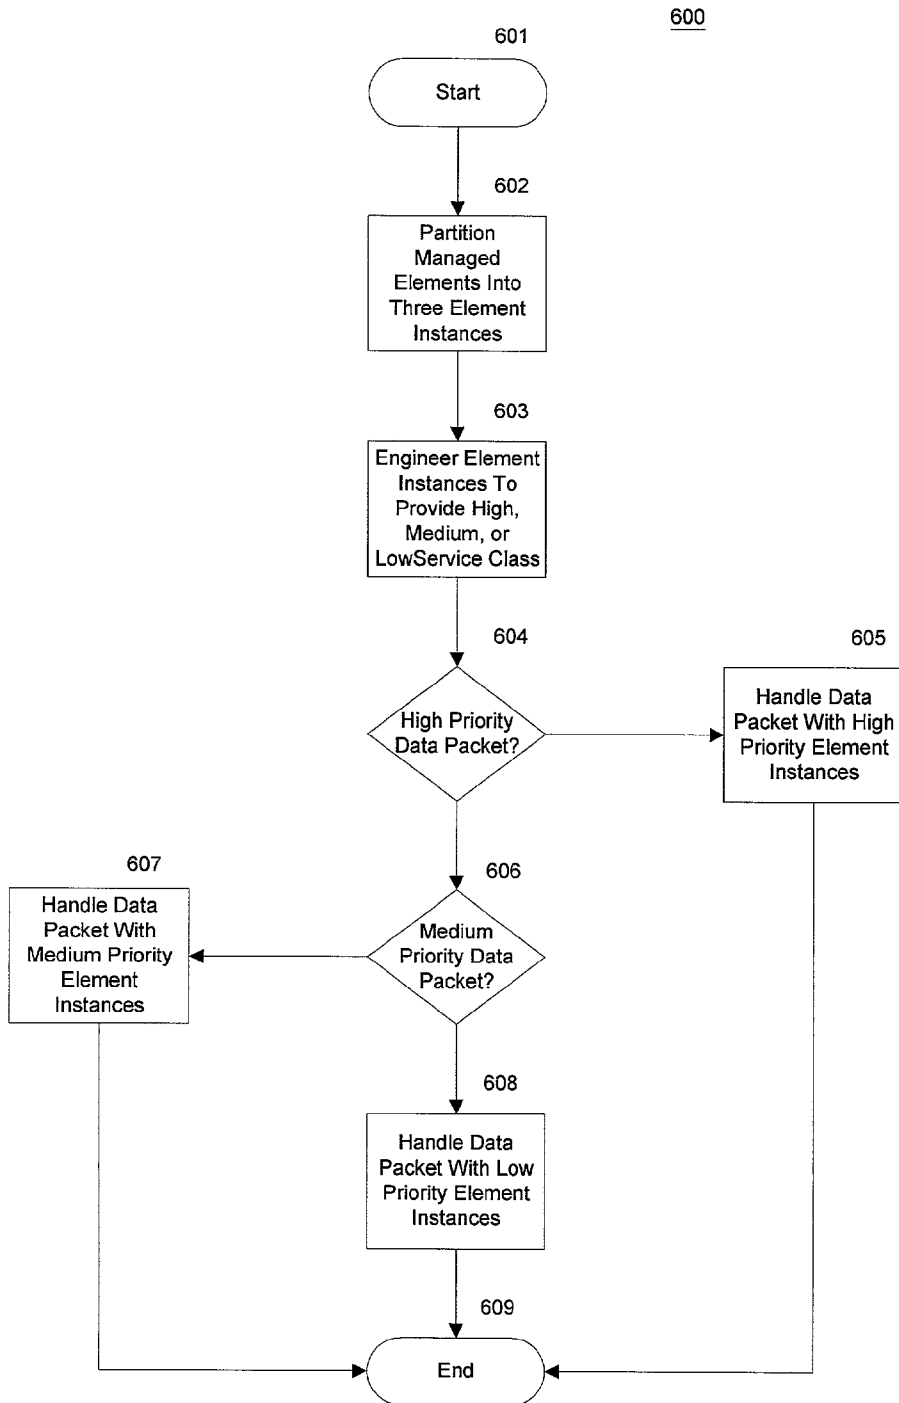 600
601
Start
602
Partition
Managed
Elements Into
Three Element
Instances
603
Engineer Element
Instances To
Provide High,
Medium, or
LowService Class
604
High Priority
Data Packet?
605
Handle Data
Packet With High
Priority Element
Instances
606
Medium
Priority Data
Packet?
607
Handle Data
Packet With
Medium Priority
Element
Instances
608
Handle Data
Packet With Low
Priority Element
Instances
609
End